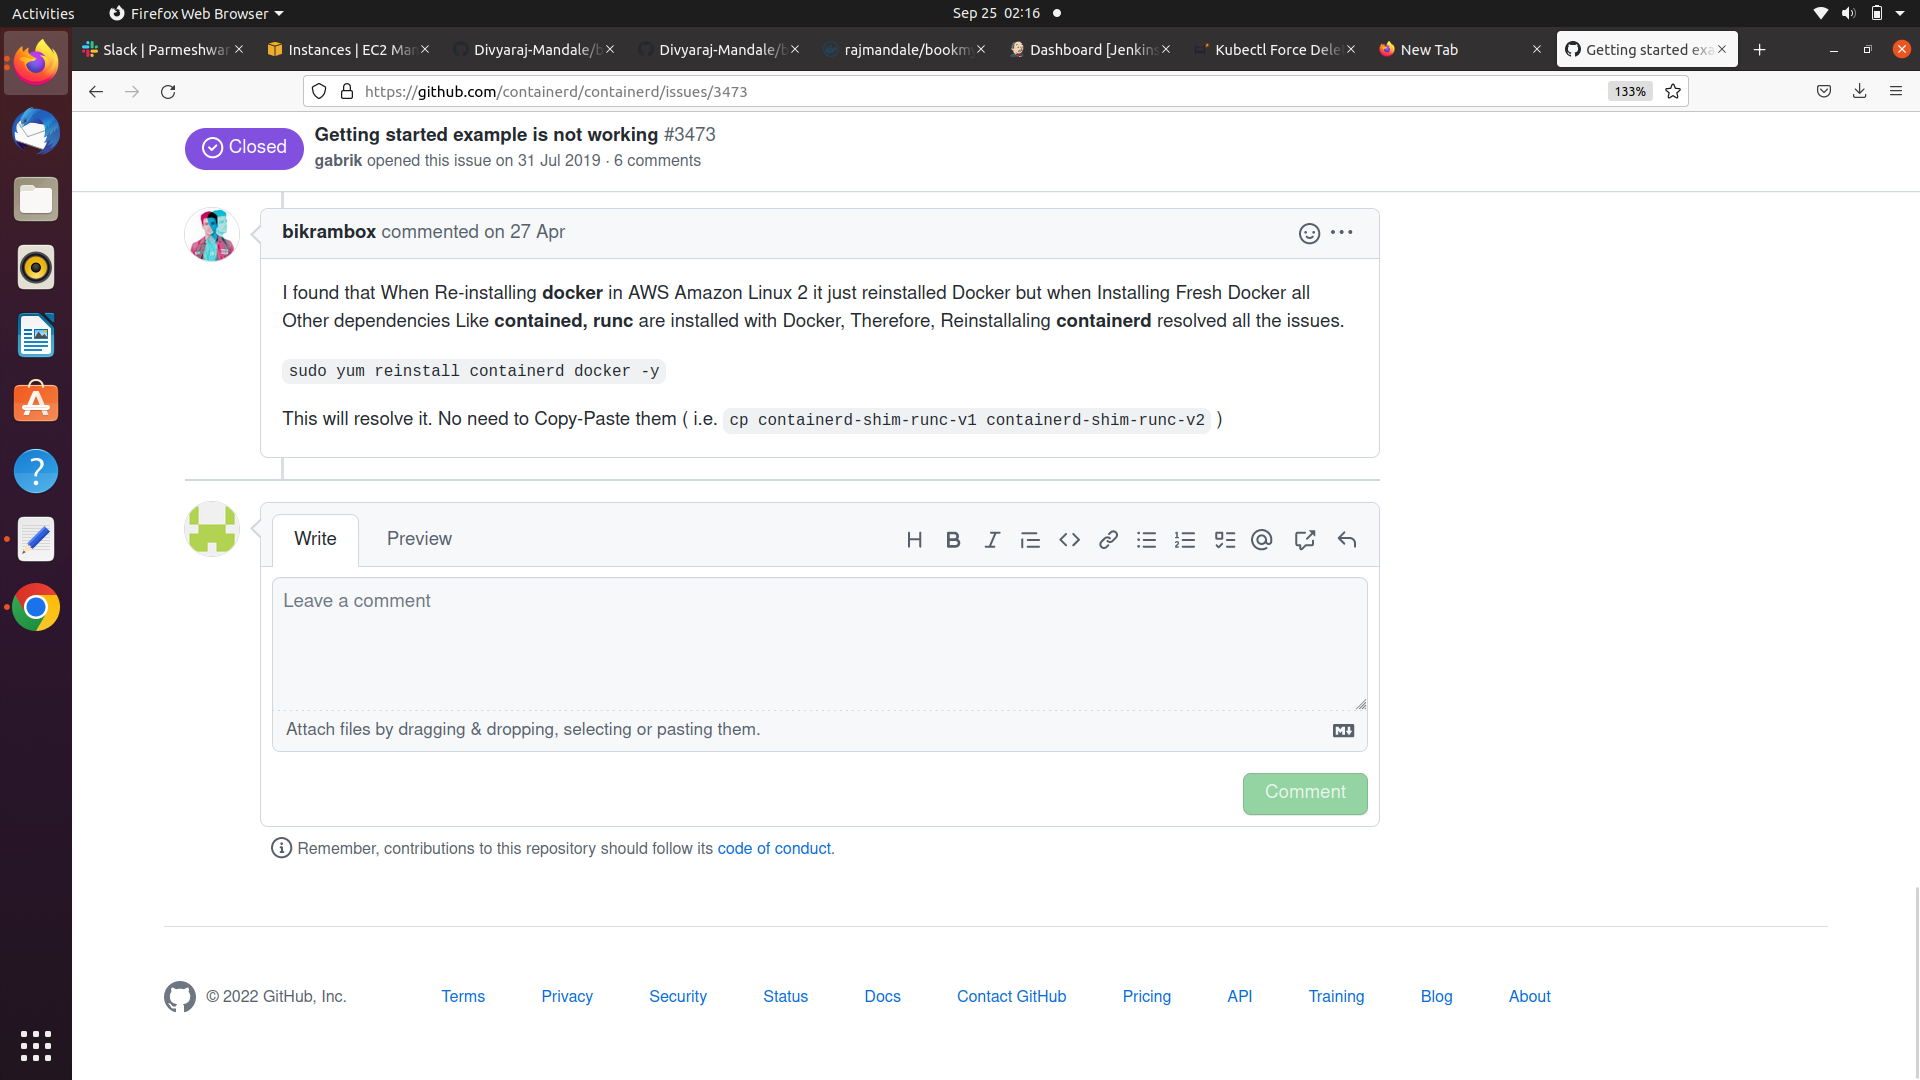 Activities
Firefox Web Browser
Sep 25 02:16
Slack | Parmeshwar
Instances | EC2 Man
Divyaraj-Mandale/b
Divyaraj-Mandale/b
rajmandale/bookmy
Dashboard [Jenkins
Kubectl Force Dele
New Tab
Getting started exa
https://github.com/containerd/containerd/issues/3473
133%
Closed
Getting started example is not working #3473
gabrik opened this issue on 31 Jul 2019 · 6 comments
bikrambox commented on 27 Apr
I found that When Re-installing docker in AWS Amazon Linux 2 it just reinstalled Docker but when Installing Fresh Docker all
Other dependencies Like contained, runc are installed with Docker, Therefore, Reinstallaling containerd resolved all the issues.
sudo yum reinstall containerd docker -y
This will resolve it. No need to Copy-Paste them ( i.e. cp containerd-shim-runc-v1 containerd-shim-runc-v2 )
Write
Preview
Leave a comment
Attach files by dragging & dropping, selecting or pasting them.
Comment
Remember, contributions to this repository should follow its code of conduct.
© 2022 GitHub, Inc.
Terms
Privacy
Security
Status
Docs
Contact GitHub
Pricing
API
Training
Blog
About